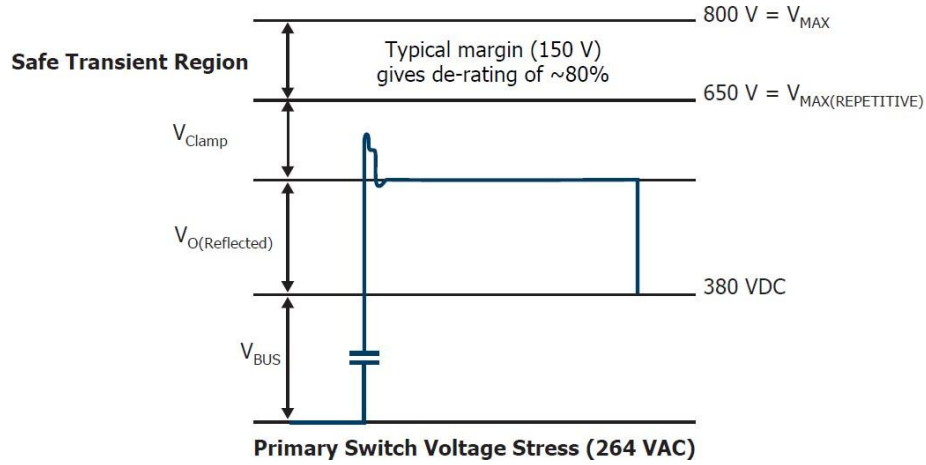 800 V = VMAX
Safe Transient Region
Typical margin (150 V)
gives de-rating of ~80%
650 V = VMAX(REPETITIVE)
VClamp
VO(Reflected)
380 VDC
VBUS
Primary Switch Voltage Stress (264 VAC)